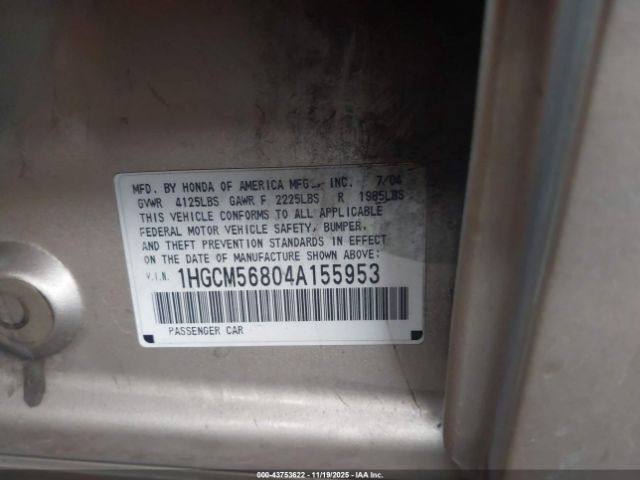 MFD. BY HONDA OF AMERICA MFG., INC. 7/04
GVWR 4125LBS GAWR F 2225LBS R 1985LBS
THIS VEHICLE CONFORMS TO ALL APPLICABLE
FEDERAL MOTOR VEHICLE SAFETY, BUMPER,
AND THEFT PREVENTION STANDARDS IN EFFECT
ON THE DATE OF MANUFACTURE SHOWN ABOVE:
V.I.N. 1HGCM56804A155953
PASSENGER CAR
000-43753622 - 11/19/2025 - ©IAA, Inc.